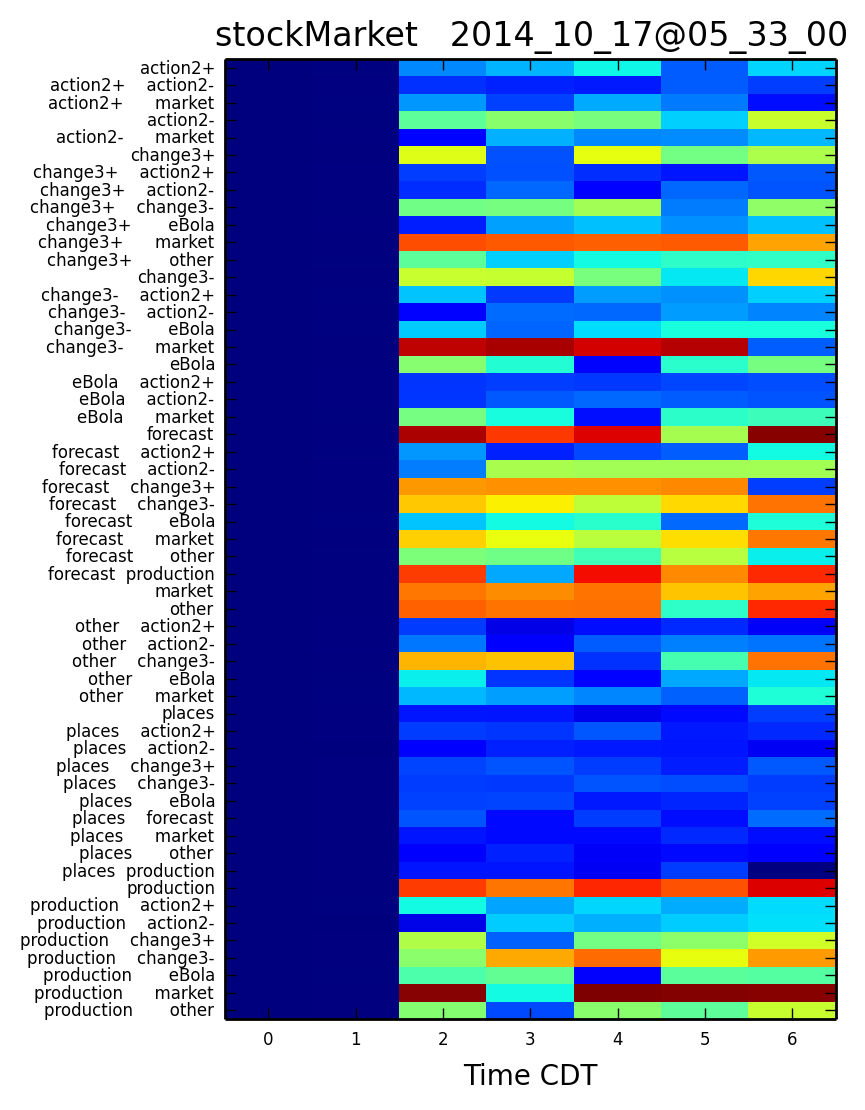 stockMarket 2014_10_17@05_33_00
action2+
action2+ action2-
action2+ market
action2-
action2- market
change3+
change3+ action2+
change3+ action2-
change3+ change3-
change3+ eBola
change3+ market
change3+ other
change3-
change3- action2+
change3- action2-
change3- eBola
change3- market
eBola
eBola action2+
eBola action2-
eBola market
forecast
forecast action2+
forecast action2-
forecast change3+
forecast change3-
forecast eBola
forecast market
forecast other
forecast production
market
other
other action2+
other action2-
other change3-
other eBola
other market
places
places action2+
places action2-
places change3+
places change3-
places eBola
places forecast
places market
places other
places production
production
production action2+
production action2-
production change3+
production change3-
production eBola
production market
production other
0 1 2 3 4 5 6
Time CDT